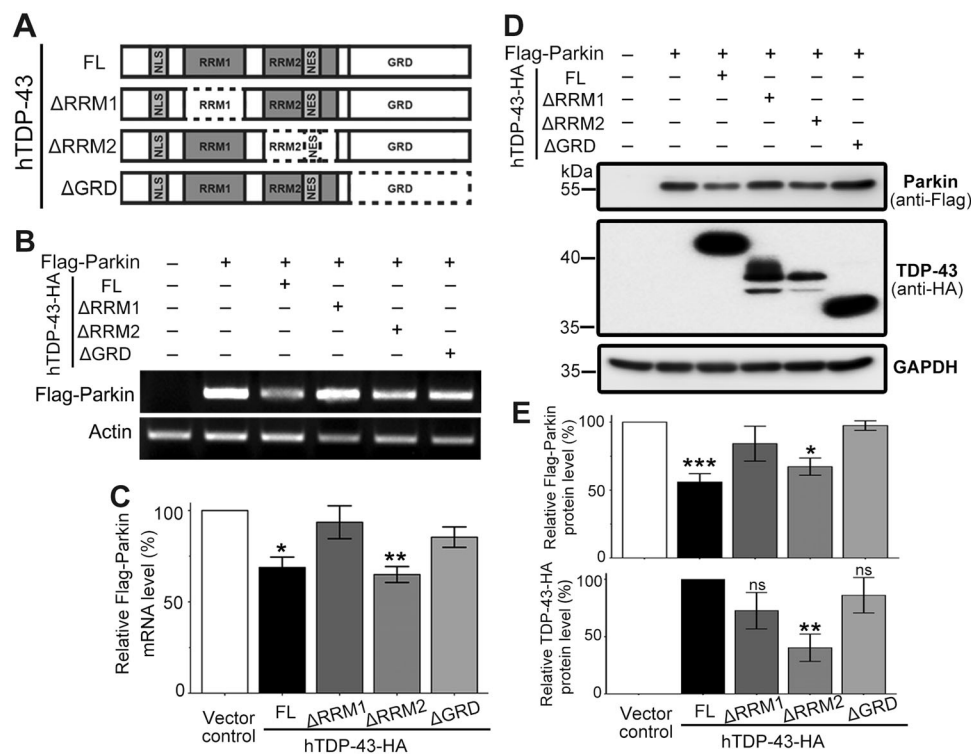 A
hTDP-43
FL
NLS RRM1 RRM2 NES GRD
ΔRRM1
NLS RRM1 RRM2 NES GRD
ΔRRM2
NLS RRM1 RRM2 NES GRD
ΔGRD
NLS RRM1 RRM2 NES GRD
B
Flag-Parkin – + + + + +
hTDP-43-HA
FL – – + – – –
ΔRRM1 – – – + – –
ΔRRM2 – – – – + –
ΔGRD – – – – – +
Flag-Parkin
Actin
C
Relative Flag-Parkin
mRNA level (%)
100
75
50
0
*
**
Vector
control
FL
ΔRRM1
ΔRRM2
ΔGRD
hTDP-43-HA
D
Flag-Parkin – + + + + +
hTDP-43-HA
FL – – + – – –
ΔRRM1 – – – + – –
ΔRRM2 – – – – + –
ΔGRD – – – – – +
kDa
55
Parkin
(anti-Flag)
40
35
TDP-43
(anti-HA)
35
GAPDH
E
Relative Flag-Parkin
protein level (%)
100
50
0
***
*
Relative TDP-43-HA
protein level (%)
100
50
0
ns
**
ns
Vector
control
FL
ΔRRM1
ΔRRM2
ΔGRD
hTDP-43-HA